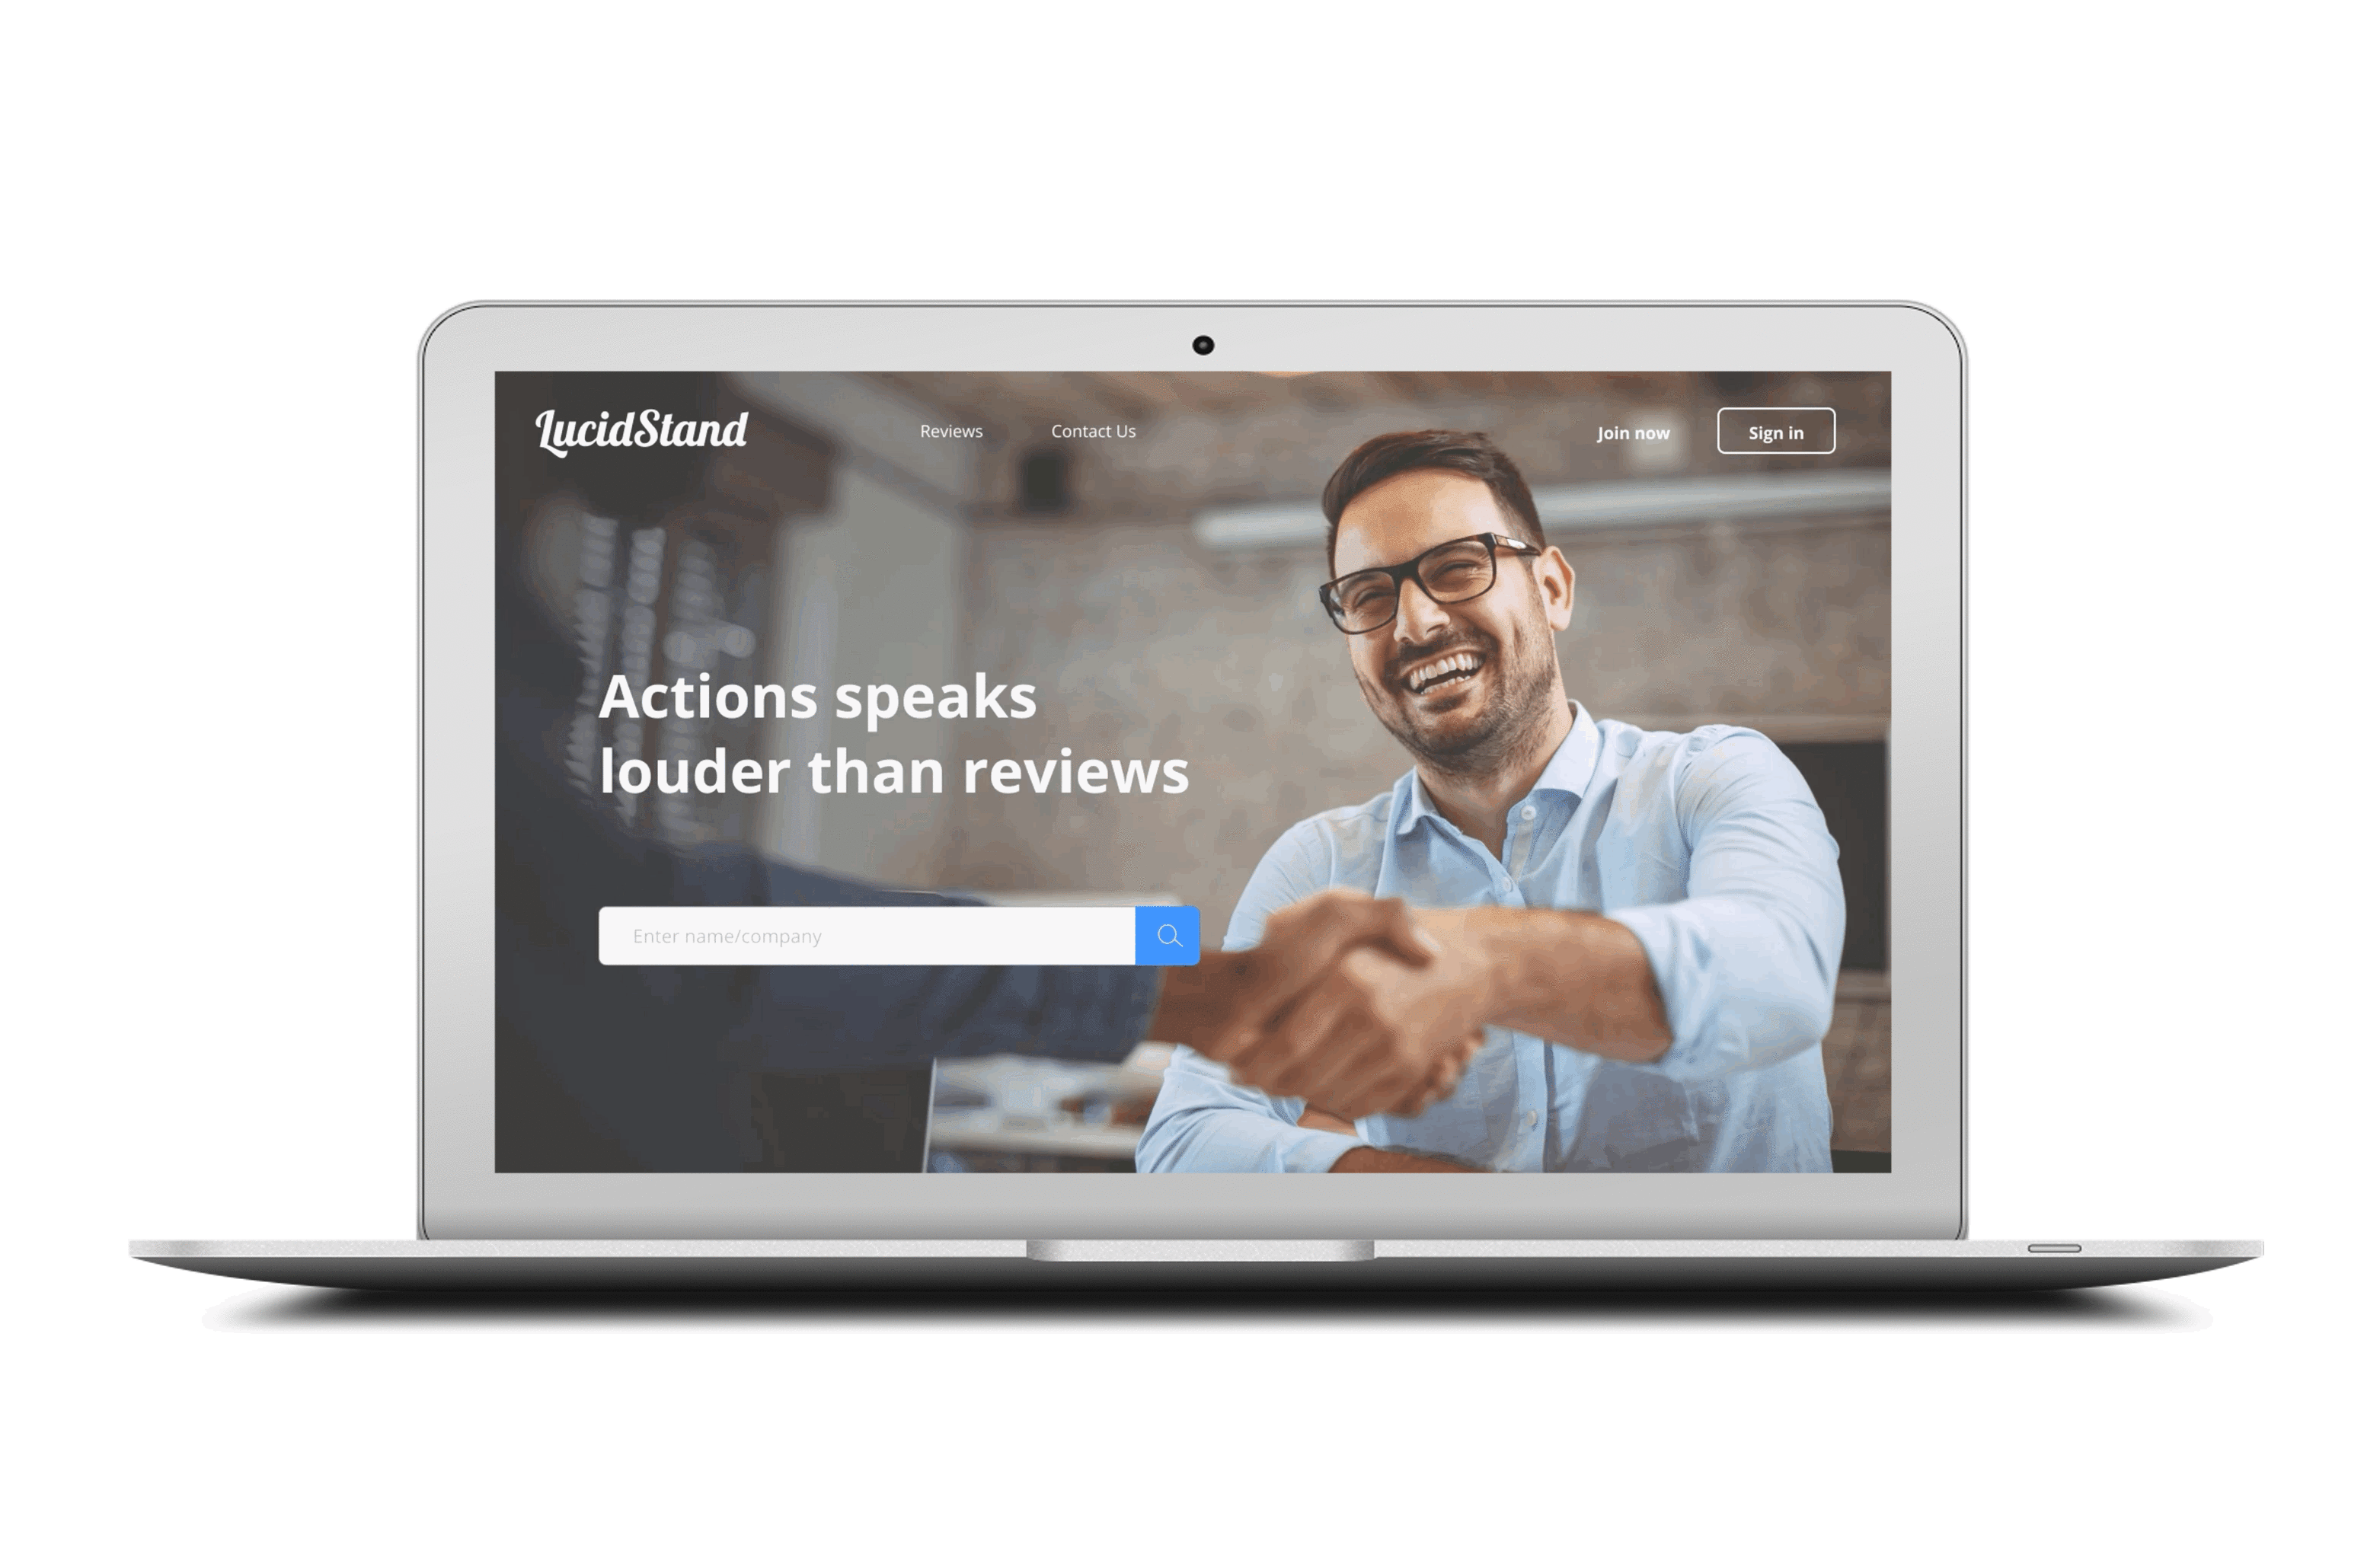 LucidStand
Reviews
Contact Us
Join now
Sign in
Actions speaks
louder than reviews
Enter name/company